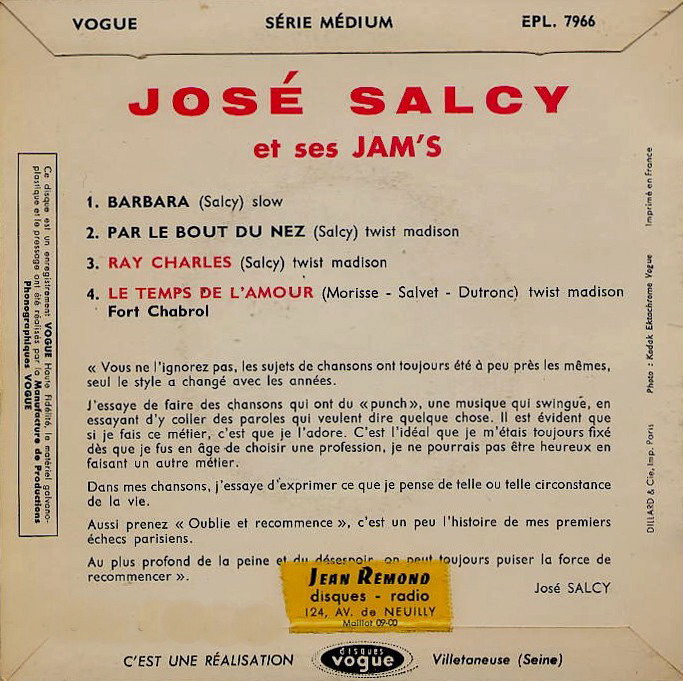 VOGUE SÉRIE MÉDIUM EPL. 7966
JOSÉ SALCY
et ses JAM'S
1. BARBARA (Salcy) slow
2. PAR LE BOUT DU NEZ (Salcy) twist madison
3. RAY CHARLES (Salcy) twist madison
4. LE TEMPS DE L'AMOUR (Morisse - Salvet - Dutronc) twist madison
Fort Chabrol
« Vous ne l'ignorez pas, les sujets de chansons ont toujours été à peu près les mêmes,
seul le style a changé avec les années.
J'essaye de faire des chansons qui ont du « punch », une musique qui swingue, en
essayant d'y coller des paroles qui veulent dire quelque chose. Il est évident que
si je fais ce métier, c'est que je l'adore. C'est l'idéal que je m'étais toujours fixé
dès que je fus en âge de choisir une profession, je ne pourrais pas être heureux en
faisant un autre métier.
Dans mes chansons, j'essaye d'exprimer ce que je pense de telle ou telle circonstance
de la vie.
Aussi prenez « Oublie et recommence », c'est un peu l'histoire de mes premiers
échecs parisiens.
Au plus profond de la peine et du désespoir, on peut toujours puiser la force de
recommencer ».
José SALCY
Ce disque est un enregistrement VOGUE Haute Fidélité, le matériel galvano-
plastique et le pressage ont été réalisés par la Manufacture de Productions
Phonographiques VOGUE
DILLARD & Cie, Imp. Paris Photo : Kodak Ektachrome Vogue Imprimé en France
JEAN REMOND
disques - radio
124, AV. de NEUILLY
Maillot 09-00
C'EST UNE RÉALISATION disques vogue Villetaneuse (Seine)